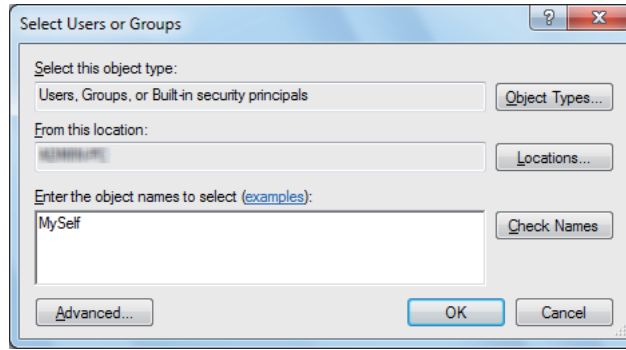 Select Users or Groups
Select this object type:
Users, Groups, or Built-in security principals
Object Types...
From this location:
Locations...
Enter the object names to select (examples):
MySelf
Check Names
Advanced...
OK
Cancel